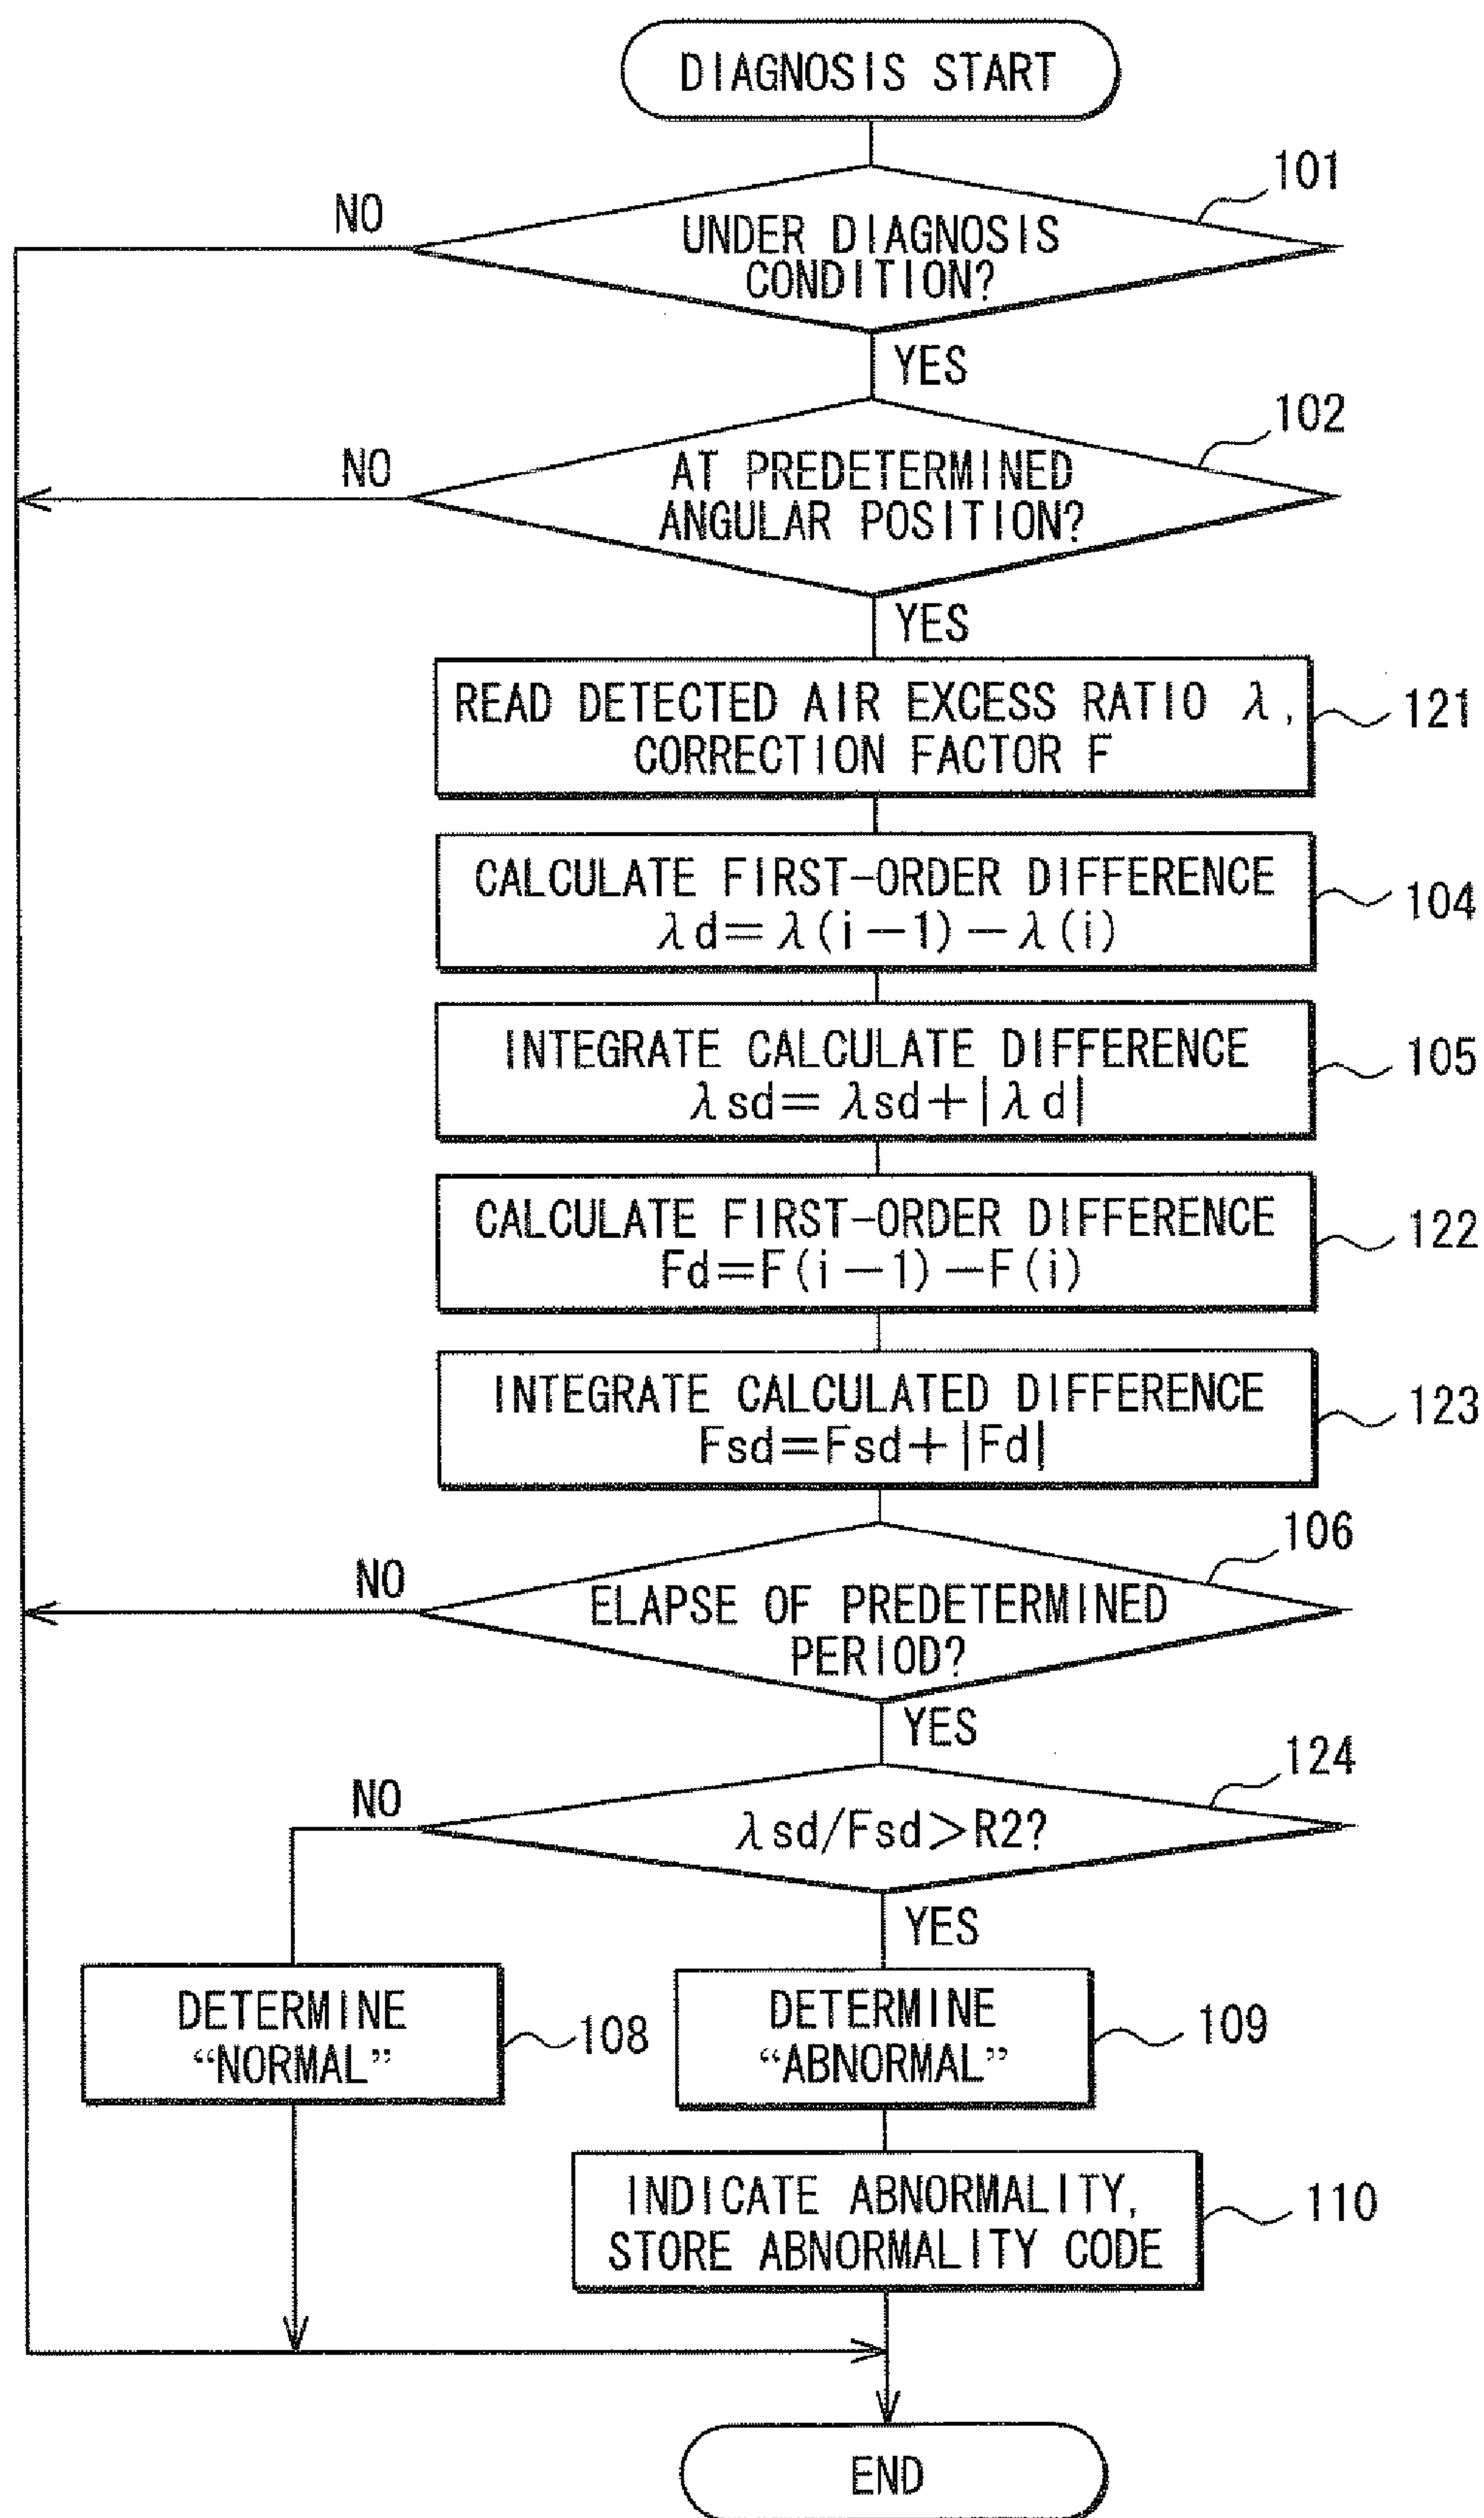 DIAGNOSIS START
101
NO
UNDER DIAGNOSIS
CONDITION?
YES
102
NO
AT PREDETERMINED
ANGULAR POSITION?
YES
READ DETECTED AIR EXCESS RATIO λ,
CORRECTION FACTOR F
121
CALCULATE FIRST-ORDER DIFFERENCE
λd=λ(i-1)-λ(i)
104
INTEGRATE CALCULATE DIFFERENCE
λsd=λsd+|λd|
105
CALCULATE FIRST-ORDER DIFFERENCE
Fd=F(i-1)-F(i)
122
INTEGRATE CALCULATED DIFFERENCE
Fsd=Fsd+|Fd|
123
106
NO
ELAPSE OF PREDETERMINED
PERIOD?
YES
124
NO
λsd/Fsd>R2?
YES
DETERMINE
“NORMAL”
108
DETERMINE
“ABNORMAL”
109
INDICATE ABNORMALITY,
STORE ABNORMALITY CODE
110
END